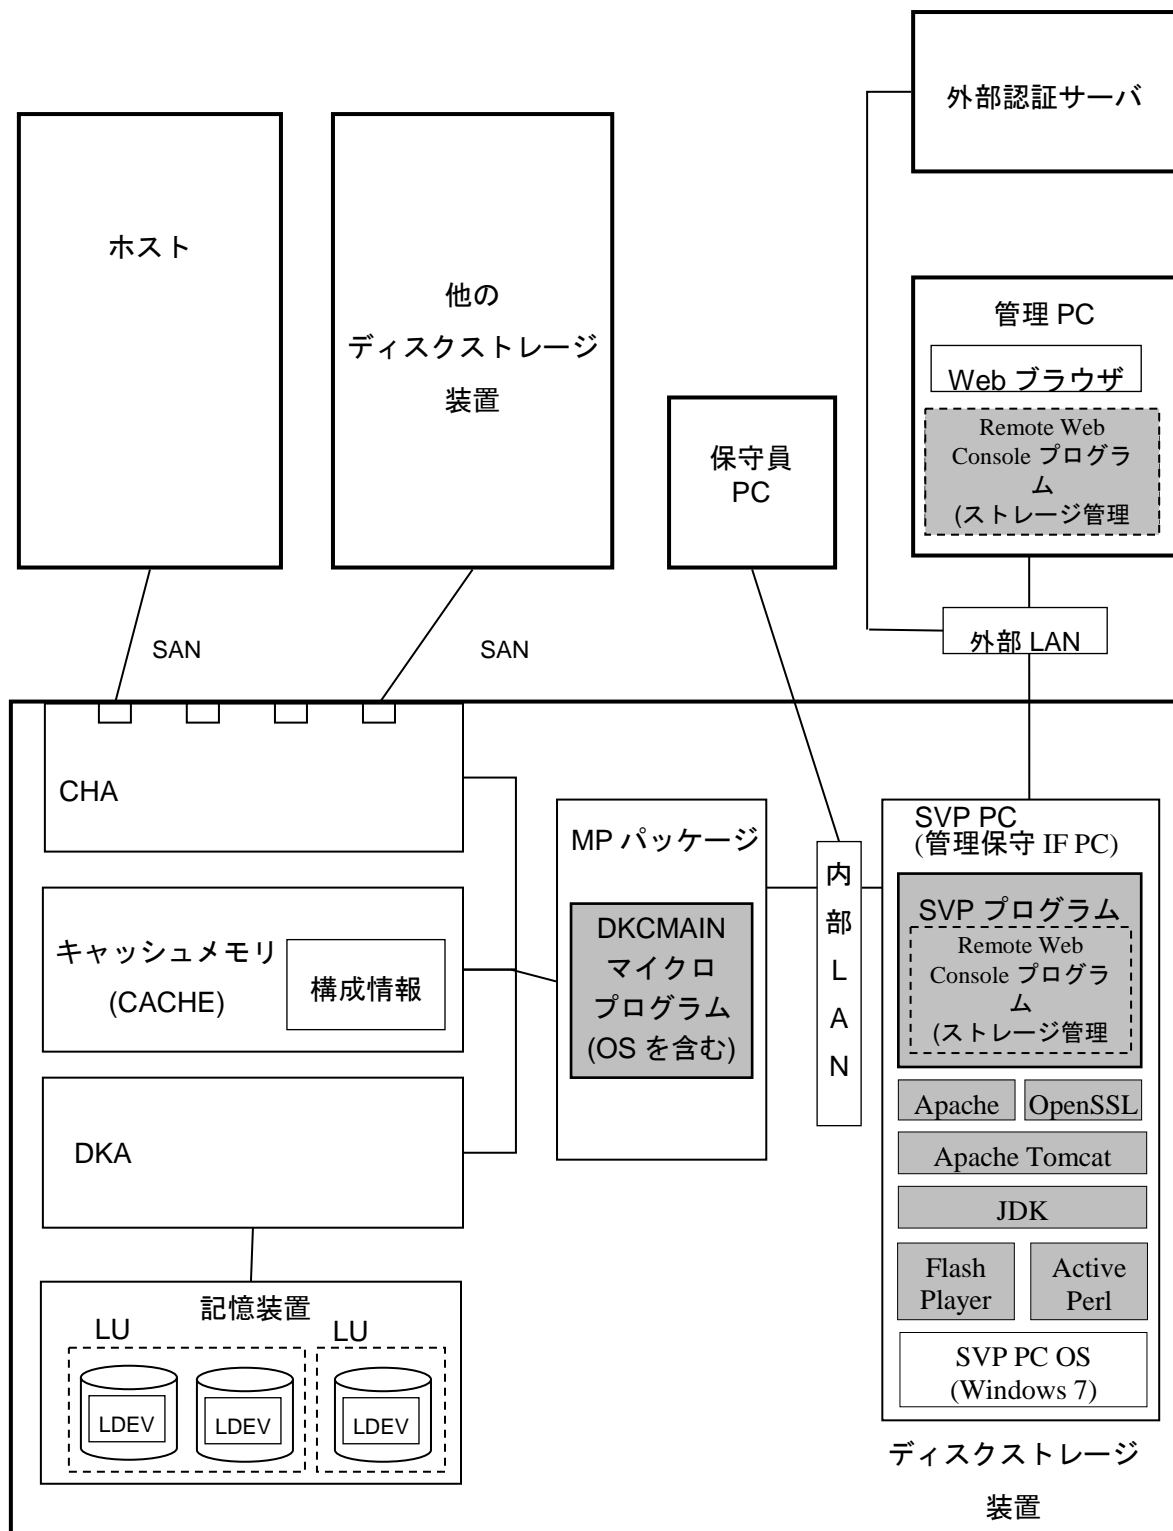 外部認証サーバ
ホスト
他の
ディスクストレージ
装置
管理 PC
Web ブラウザ
Remote Web
Console プログラ
ム
(ストレージ管理
保守員
PC
外部 LAN
SAN
SAN
CHA
MP パッケージ
DKCMAIN
マイクロ
プログラム
(OS を含む)
内
部
L
A
N
SVP PC
(管理保守 IF PC)
SVP プログラム
Remote Web
Console プログラ
ム
(ストレージ管理
キャッシュメモリ
(CACHE)
構成情報
Apache
OpenSSL
Apache Tomcat
JDK
Flash
Player
Active
Perl
SVP PC OS
(Windows 7)
DKA
記憶装置
LU
LU
LDEV
LDEV
LDEV
ディスクストレージ
装置